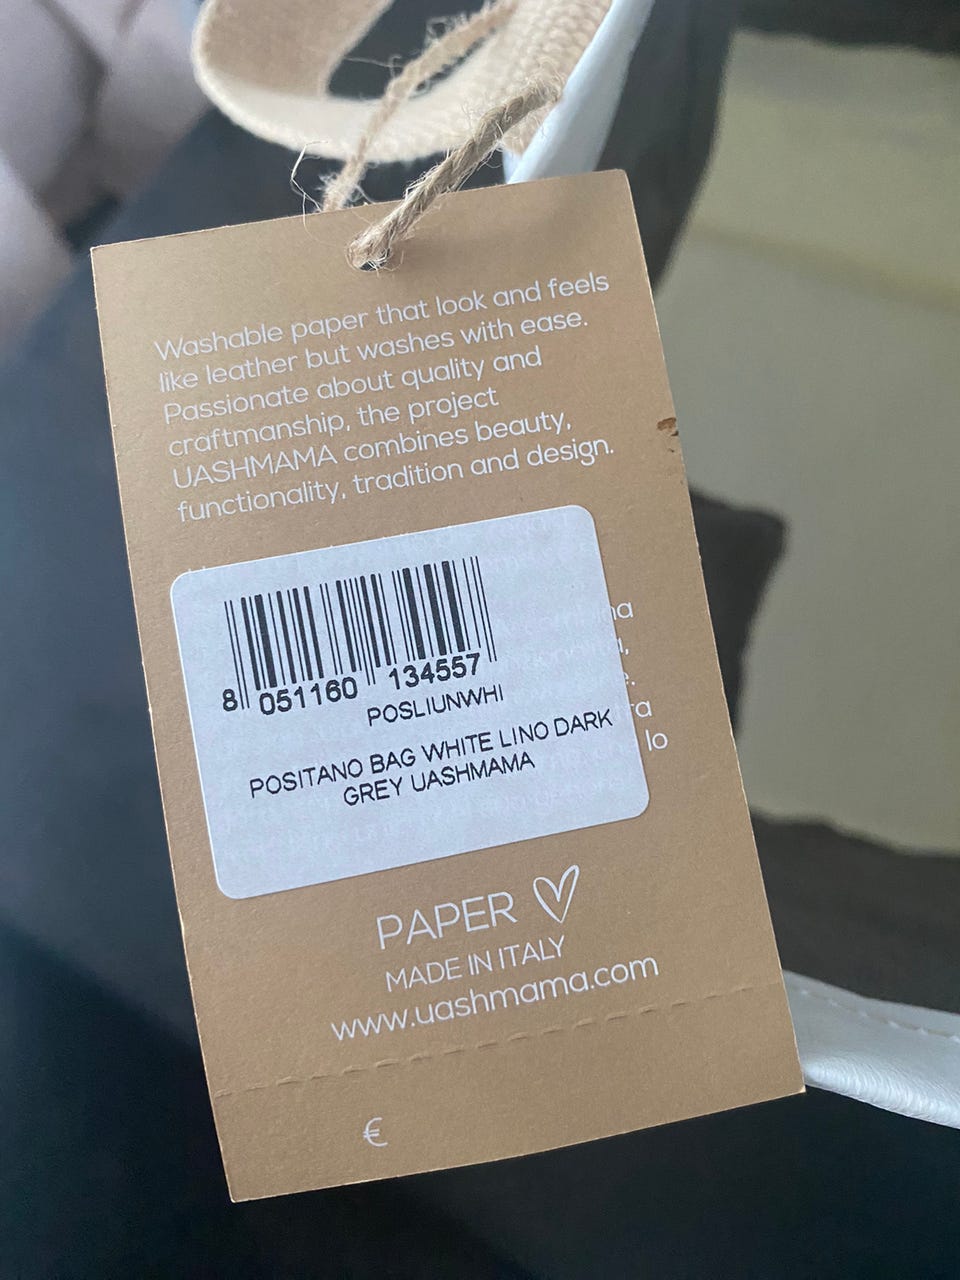 Washable paper that look and feels
like leather but washes with ease.
Passionate about quality and
craftmanship, the project
UASHMAMA combines beauty,
functionality, tradition and design.
8 051160 134557
POSLIUNWHI
POSITANO BAG WHITE LINO DARK
GREY UASHMAMA
lo
PAPER
MADE IN ITALY
www.uashmama.com
€